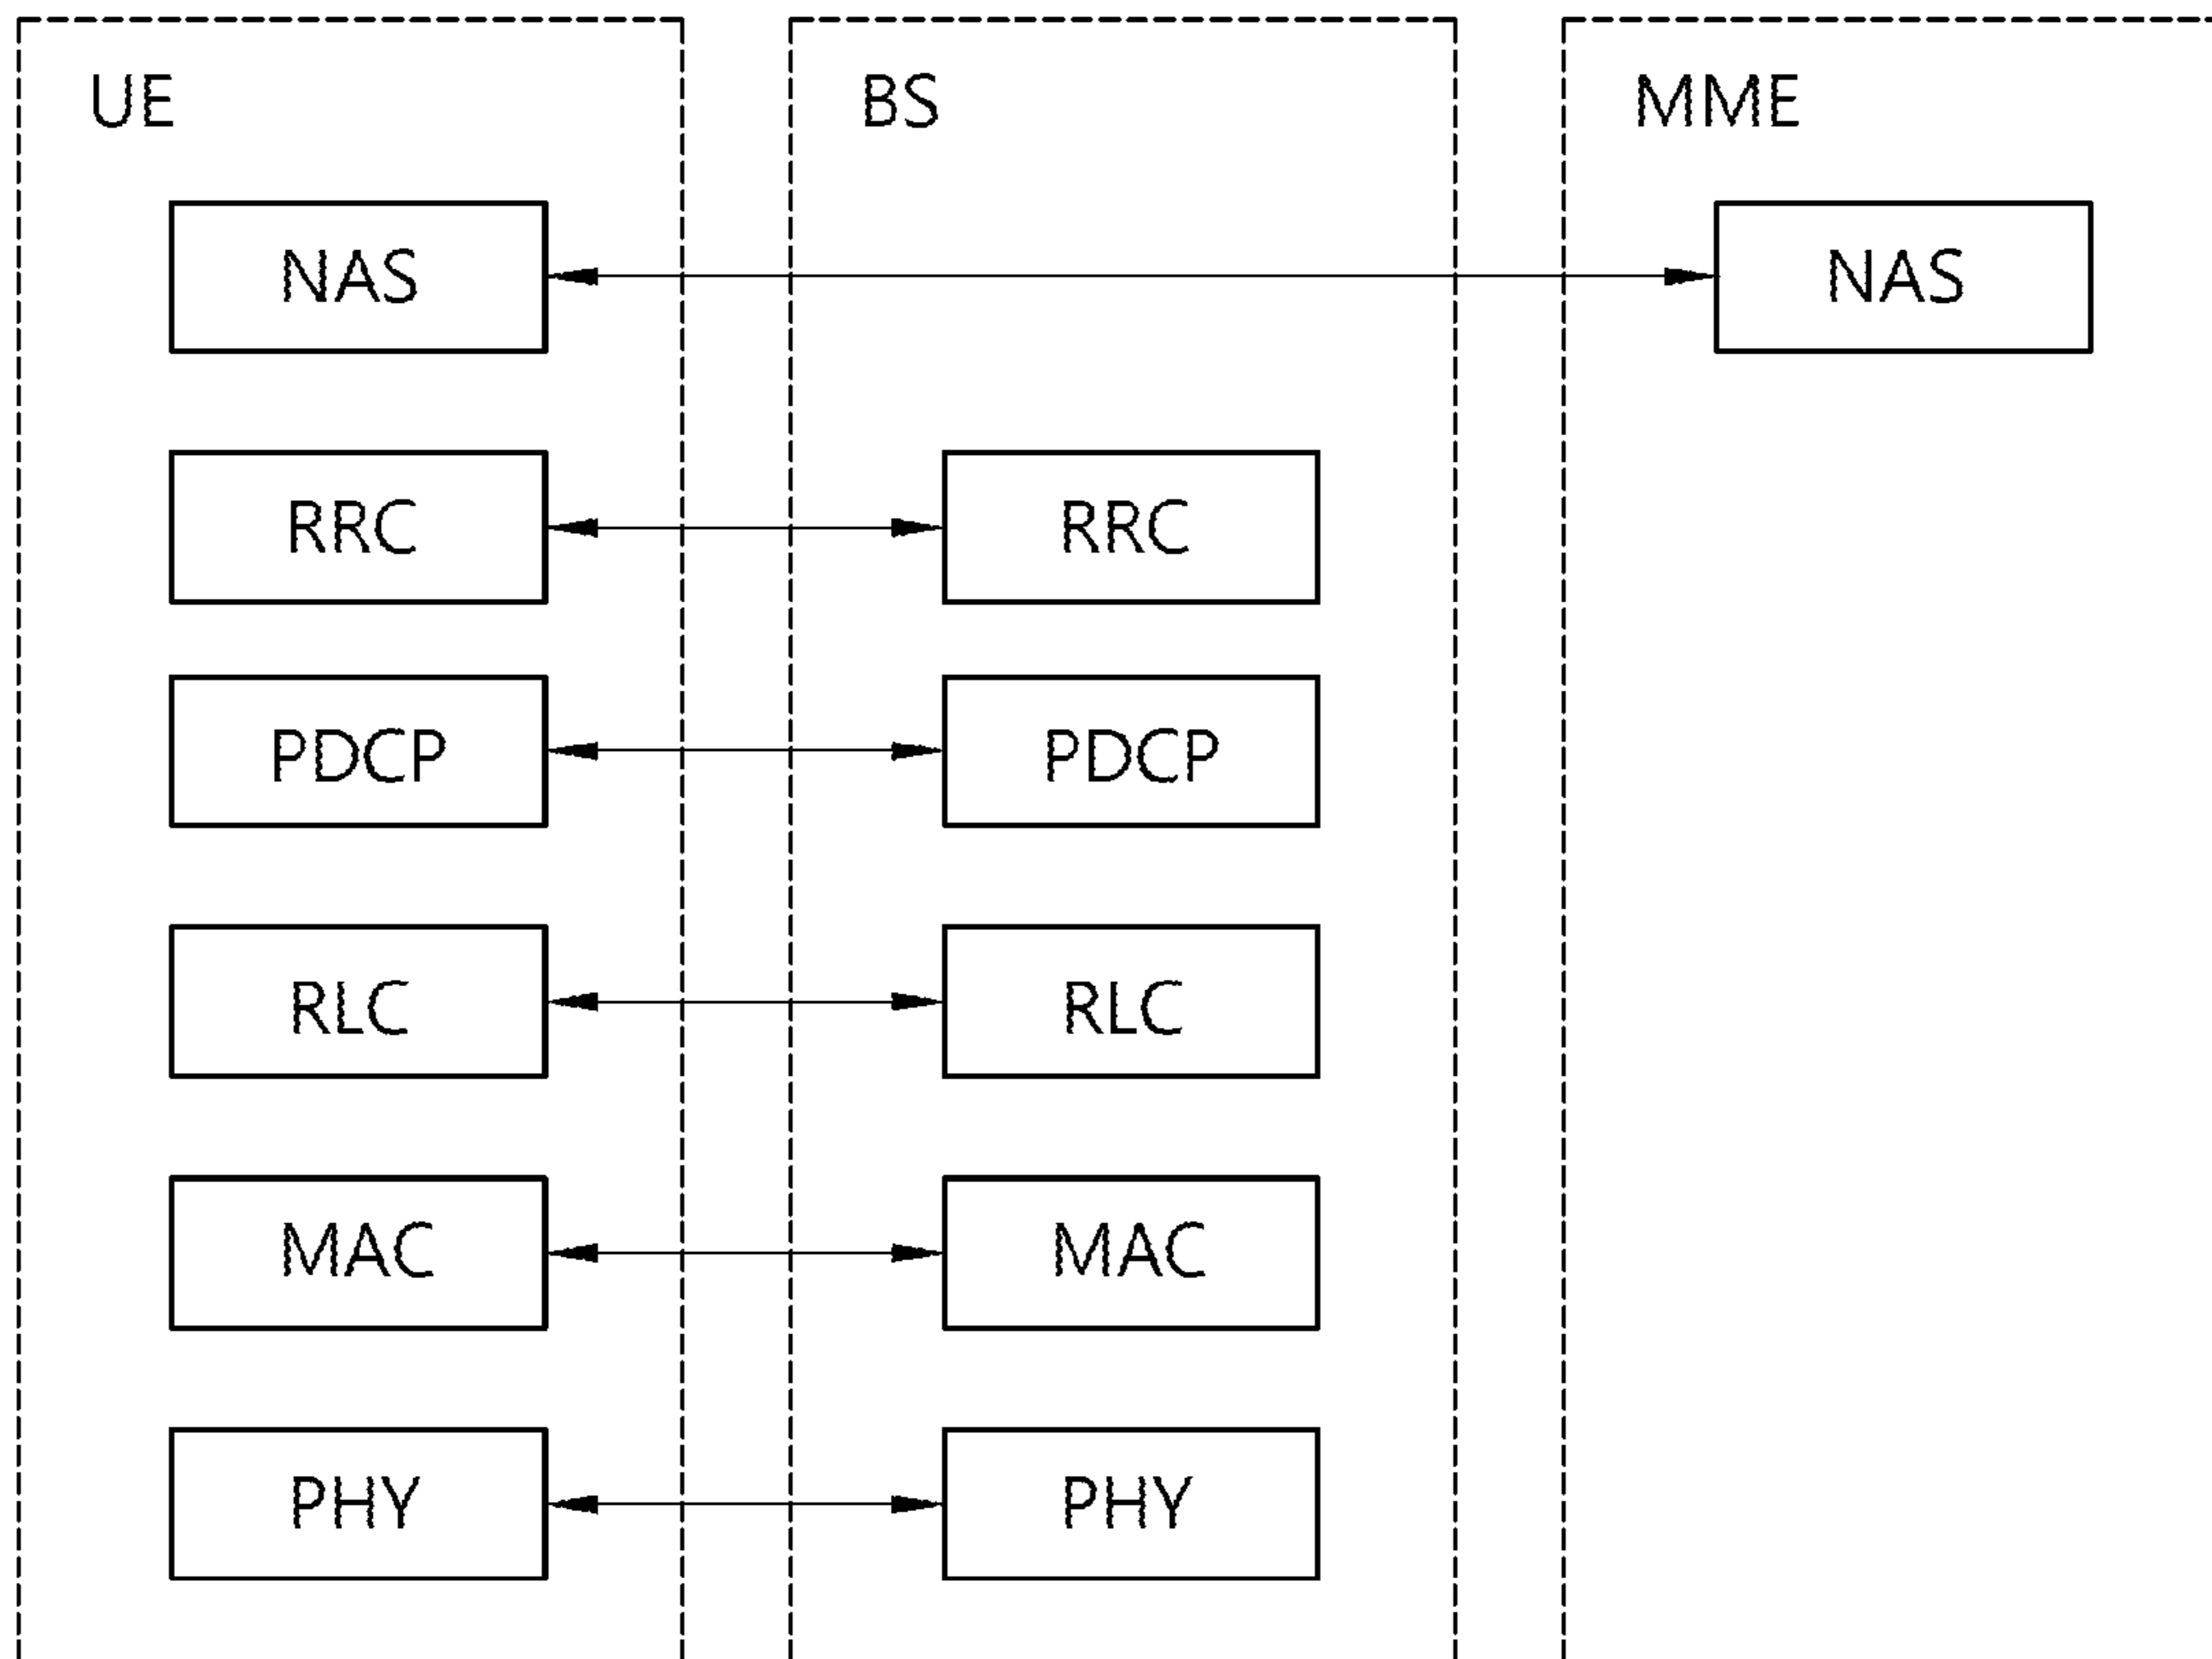 UE BS MME
NAS NAS
RRC RRC
PDCP PDCP
RLC RLC
MAC MAC
PHY PHY